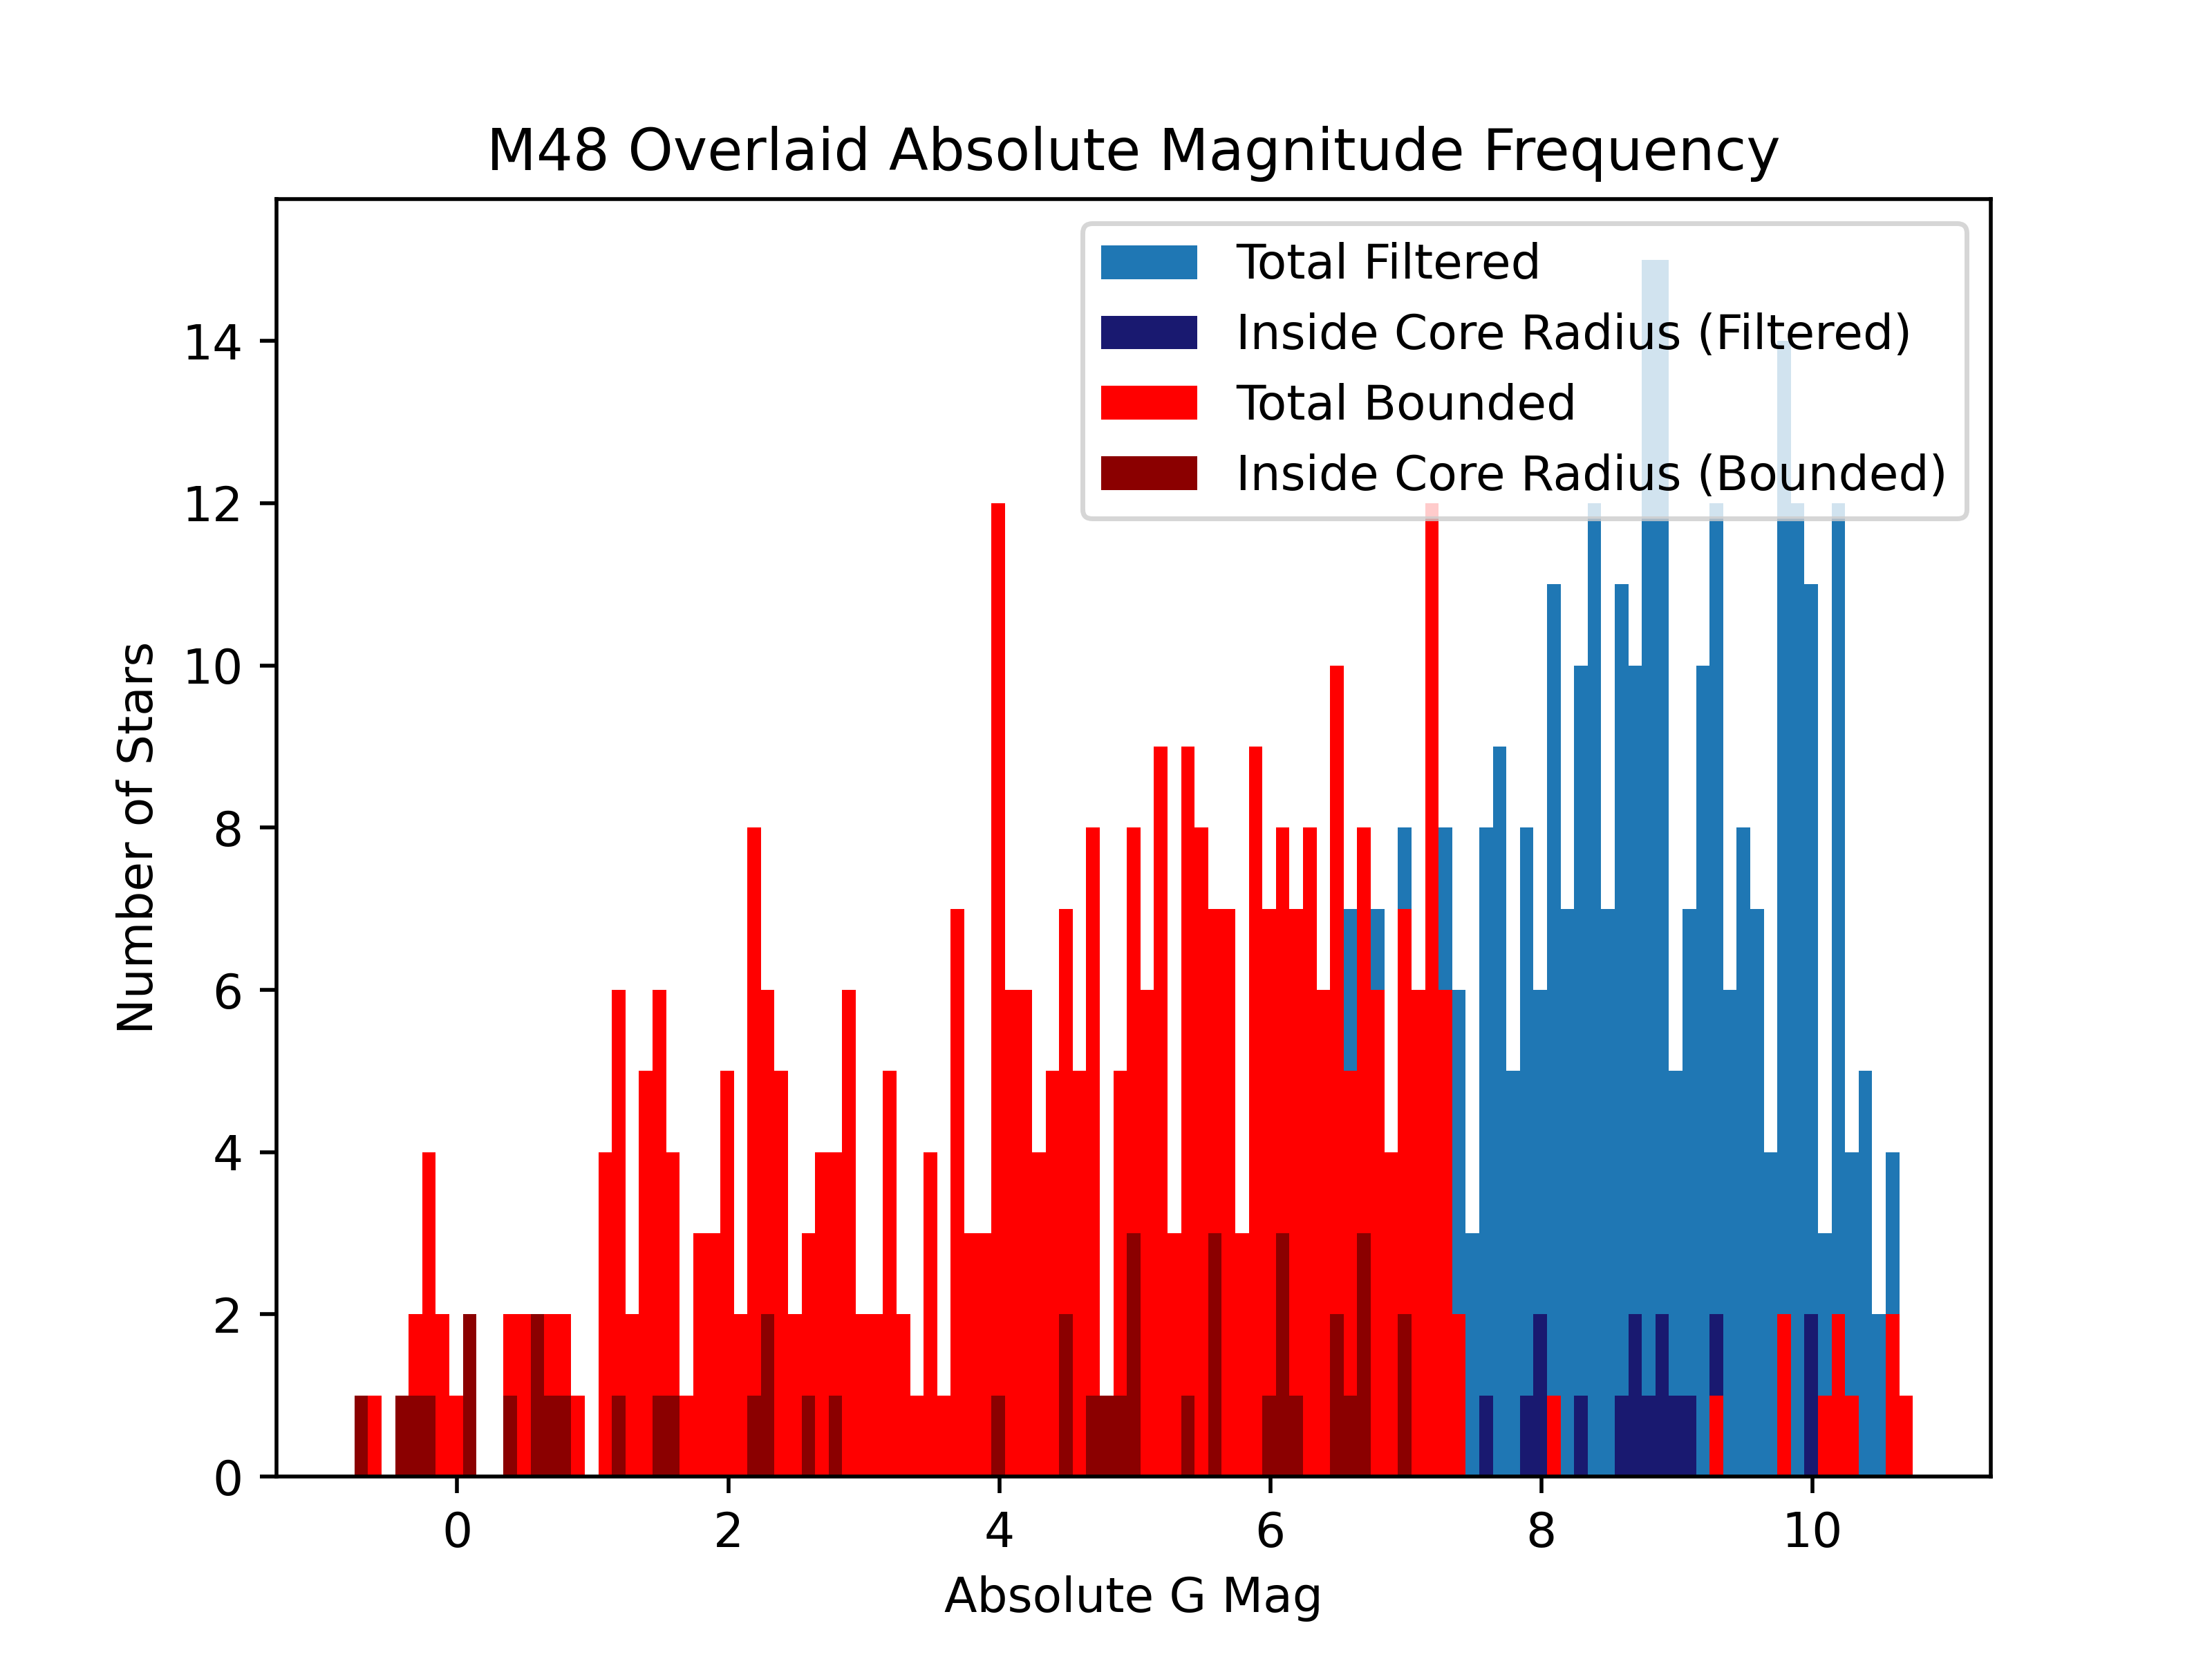 M48 Overlaid Absolute Magnitude Frequency
Total Filtered
Inside Core Radius (Filtered)
Total Bounded
Inside Core Radius (Bounded)
14
12
10
8
6
4
2
0
Number of Stars
0 2 4 6 8 10
Absolute G Mag